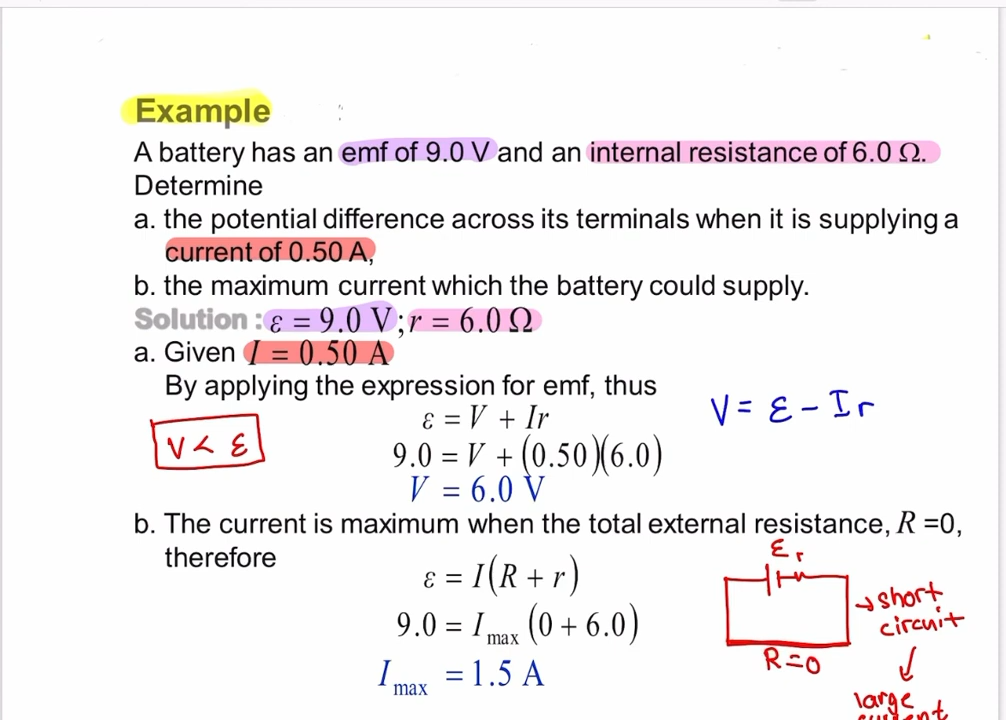 Example
A battery has an emf of 9.0 V and an internal resistance of 6.0 Ω.
Determine
a. the potential difference across its terminals when it is supplying a
current of 0.50 A,
b. the maximum current which the battery could supply.
Solution : ε = 9.0 V; r = 6.0 Ω
a. Given I = 0.50 A
By applying the expression for emf, thus
ε = V + Ir
V = ε - Ir
V < ε
9.0 = V + (0.50)(6.0)
V = 6.0 V
b. The current is maximum when the total external resistance, R =0,
therefore
ε = I(R + r)
9.0 = I max (0 + 6.0)
I max = 1.5 A
ε r
R=0
→ short
circuit
large
current